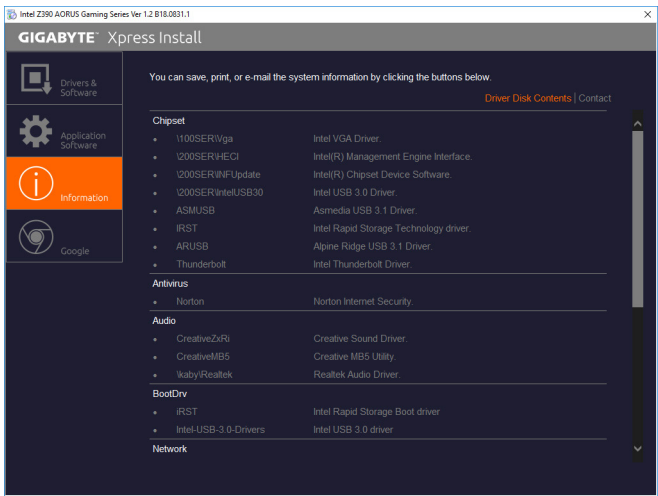 Intel Z390 AORUS Gaming Series Ver 1.2 B18.0831.1
GIGABYTE™ Xpress Install
Drivers &
Software
Application
Software
Information
Google
You can save, print, or e-mail the system information by clicking the buttons below.
Driver Disk Contents | Contact
Chipset
• \100SER\Vga Intel VGA Driver.
• \200SER\HECI Intel(R) Management Engine Interface.
• \200SER\INFUpdate Intel(R) Chipset Device Software.
• \200SER\IntelUSB30 Intel USB 3.0 Driver.
• ASMUSB Asmedia USB 3.1 Driver.
• IRST Intel Rapid Storage Technology driver.
• ARUSB Alpine Ridge USB 3.1 Driver.
• Thunderbolt Intel Thunderbolt Driver.
Antivirus
• Norton Norton Internet Security.
Audio
• CreativeZxRi Creative Sound Driver.
• CreativeMB5 Creative MB5 Utility.
• \kaby\Realtek Realtek Audio Driver.
BootDrv
• iRST Intel Rapid Storage Boot driver
• Intel-USB-3.0-Drivers Intel USB 3.0 driver
Network